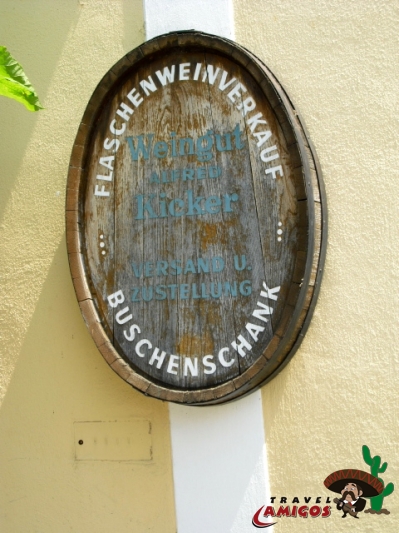 FLASCHENWEINVERKAUF
Weingut
ALFRED
Kicker
VERSAND U.
ZUSTELLUNG
BUSCHENSCHANK
TRAVEL
AMIGOS